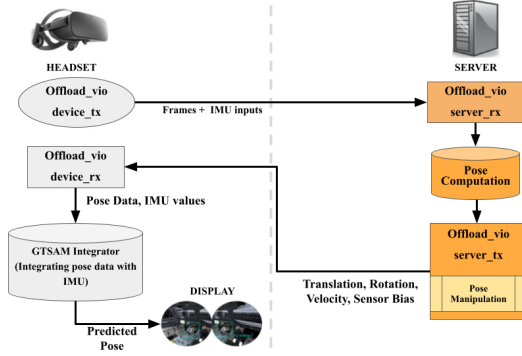 HEADSET
SERVER
Offload_vio
device_tx
Frames + IMU inputs
Offload_vio
server_rx
Pose
Computation
Offload_vio
device_rx
Pose Data, IMU values
Offload_vio
server_tx
Pose
Manipulation
Translation, Rotation,
Velocity, Sensor Bias
GTSAM Integrator
(Integrating pose data with
IMU)
Predicted
Pose
DISPLAY